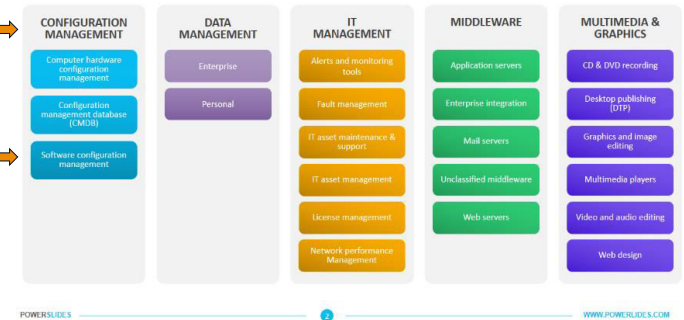 CONFIGURATION
MANAGEMENT
Computer hardware
configuration
management
Configuration
management database
(CMDB)
Software configuration
management
DATA
MANAGEMENT
Enterprise
Personal
IT
MANAGEMENT
Alerts and monitoring
tools
Fault management
IT asset maintenance &
support
IT asset management
License management
Network performance
Management
MIDDLEWARE
Application servers
Enterprise integration
Mail servers
Unclassified middleware
Web servers
MULTIMEDIA &
GRAPHICS
CD & DVD recording
Desktop publishing
(DTP)
Graphics and image
editing
Multimedia players
Video and audio editing
Web design
POWERSLIDES
2
WWW.POWERLIDES.COM